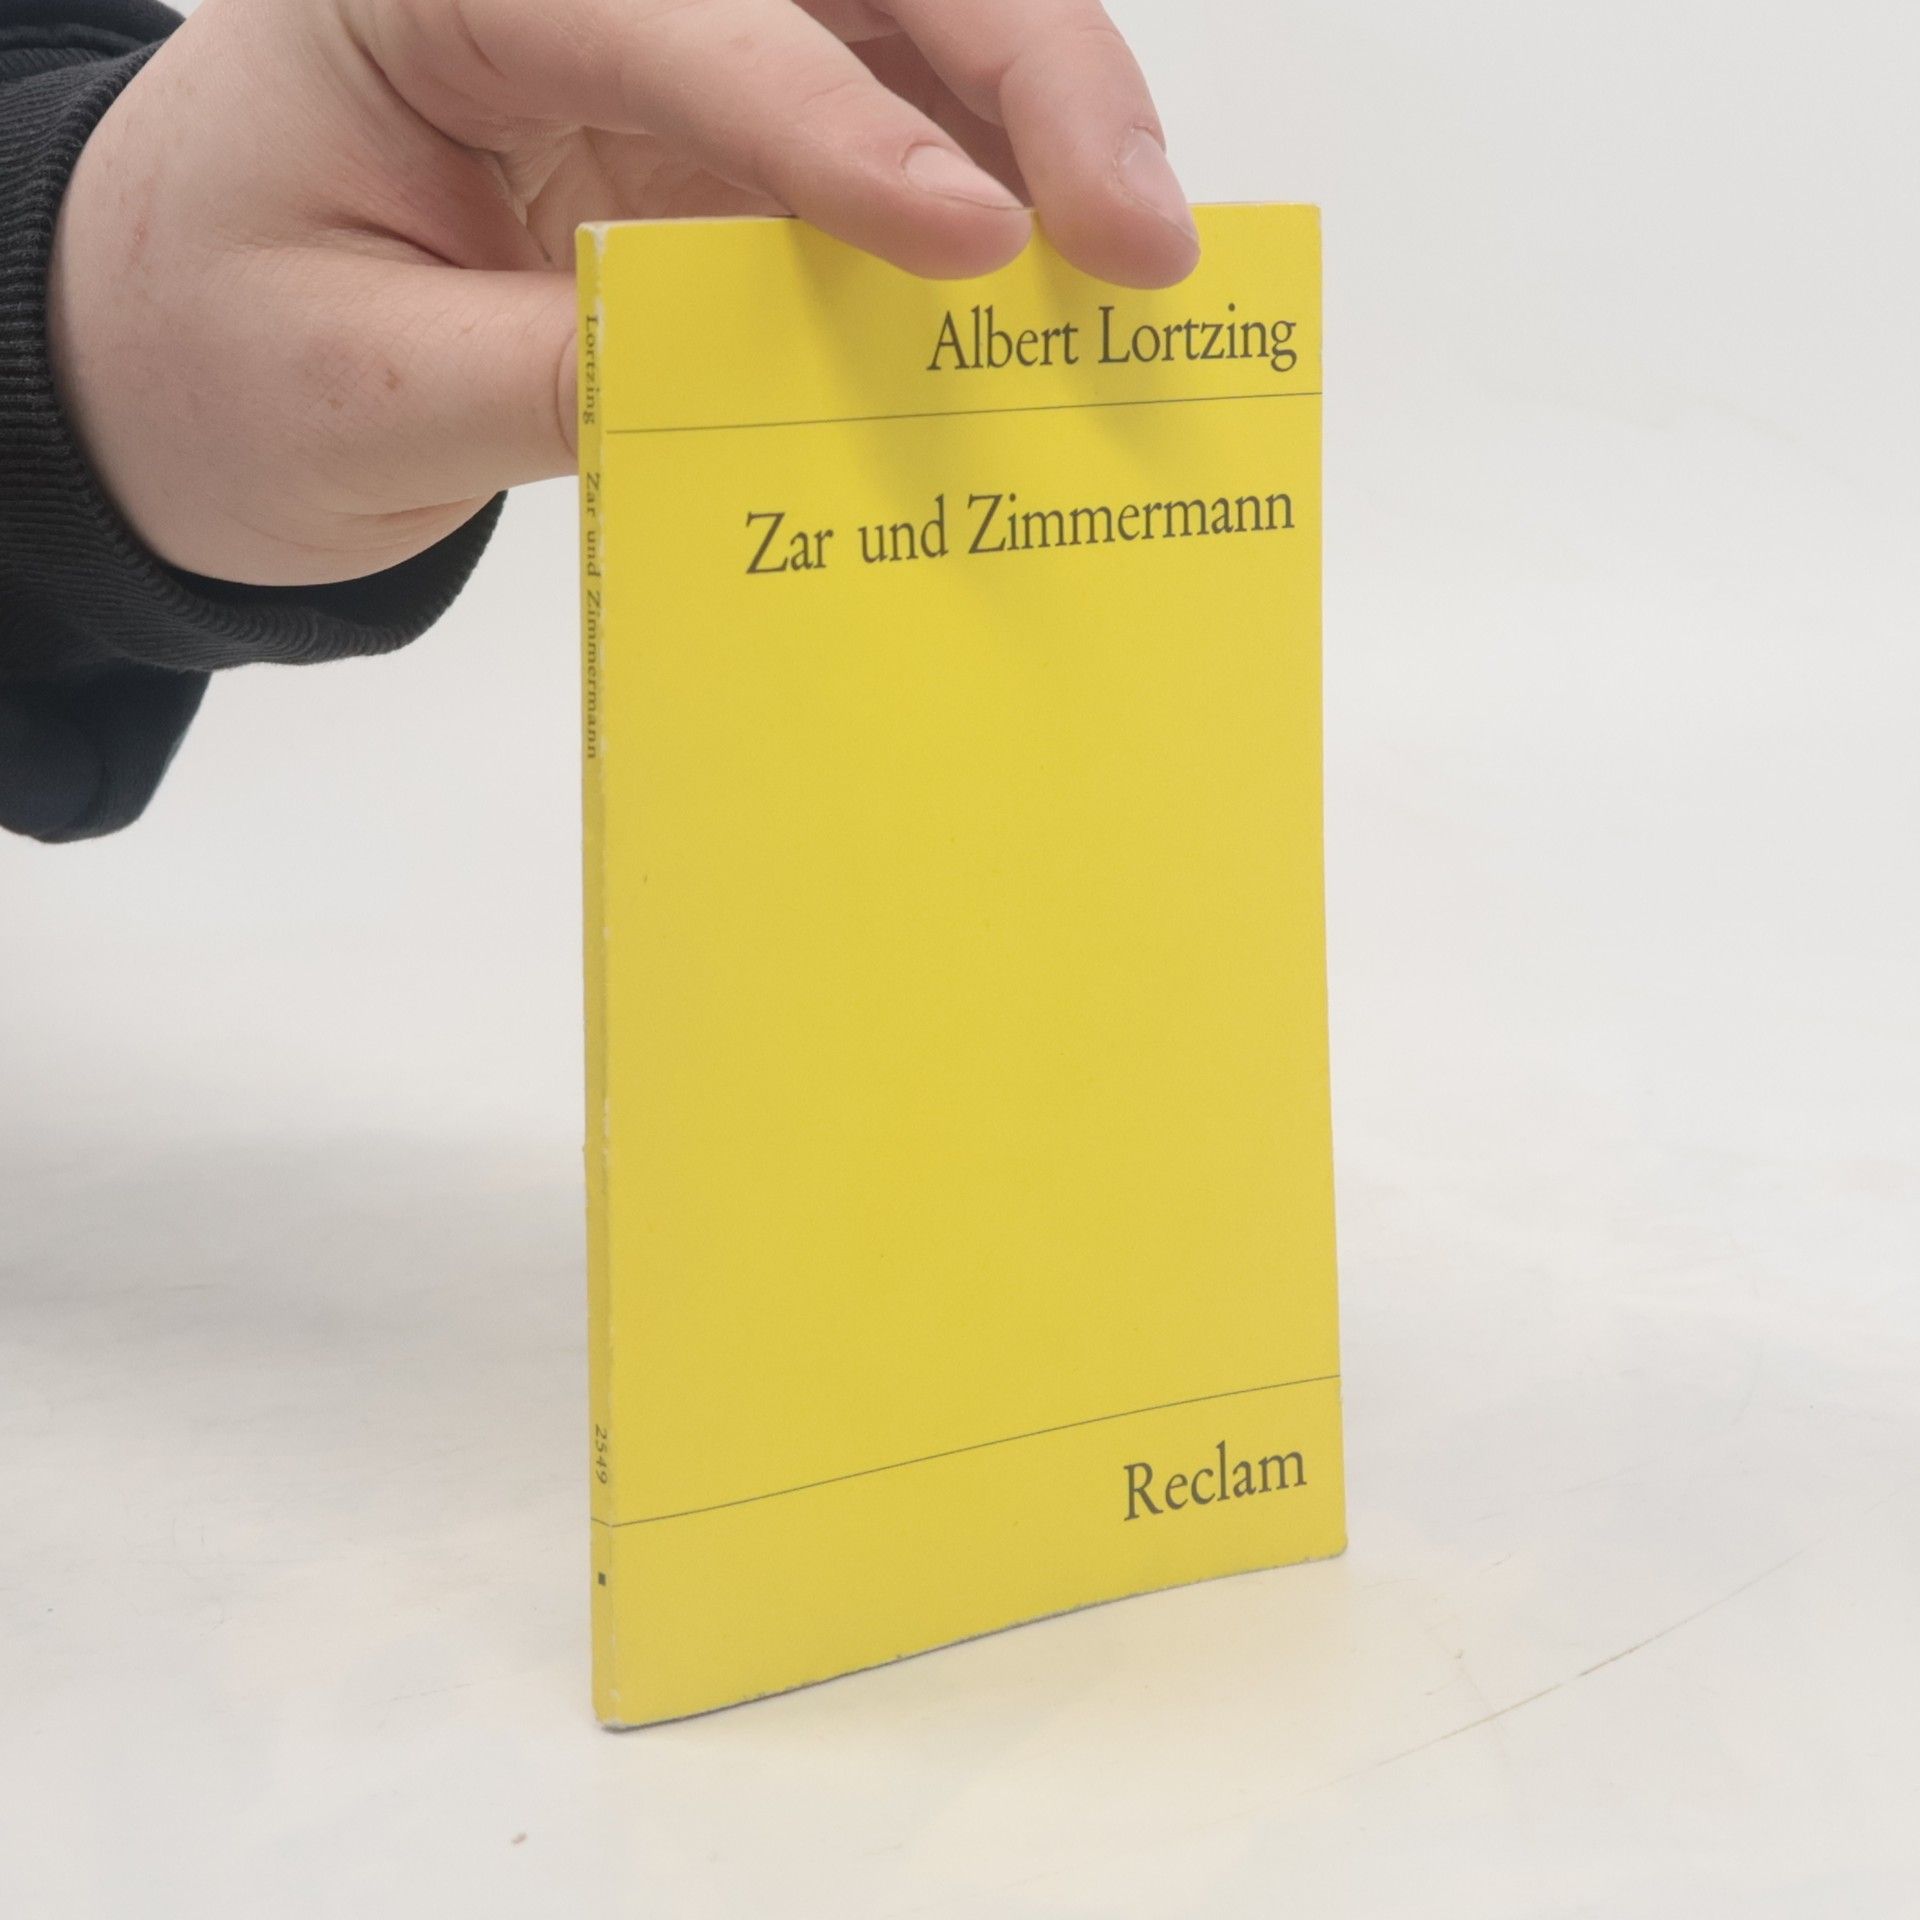 Albert Lortzing
Zar und Zimmermann
Reclam
Lortzing Zar und Zimmermann 2549